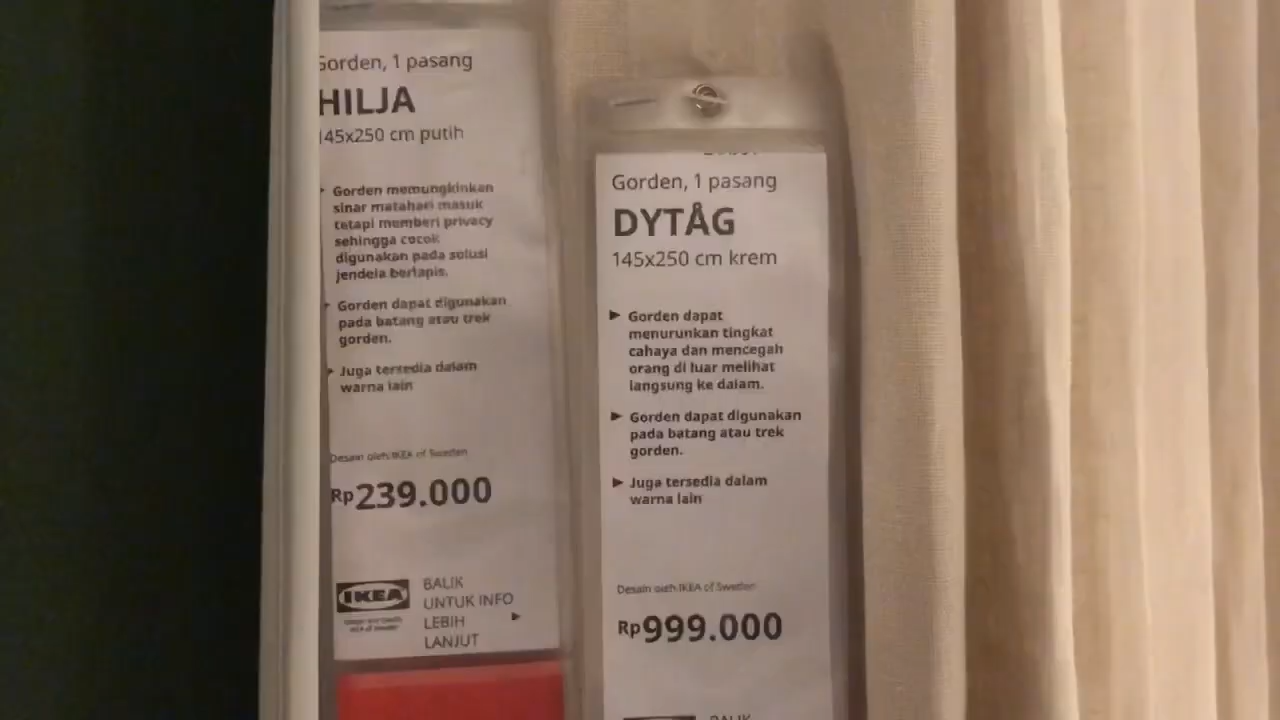 Gorden, 1 pasang
HILJA
145x250 cm putih
Gorden memungkinkan
sinar matahari masuk
tetapi memberi privacy
sehingga cocok
digunakan pada solusi
jendela berlapis.
Gorden dapat digunakan
pada batang atau trek
gorden.
Juga tersedia dalam
warna lain
Desain oleh IKEA of Sweden
Rp239.000
IKEA
BALIK
UNTUK INFO
LEBIH
LANJUT
Gorden, 1 pasang
DYTÅG
145x250 cm krem
Gorden dapat
menurunkan tingkat
cahaya dan mencegah
orang di luar melihat
langsung ke dalam.
Gorden dapat digunakan
pada batang atau trek
gorden.
Juga tersedia dalam
warna lain
Desain oleh IKEA of Sweden
Rp999.000